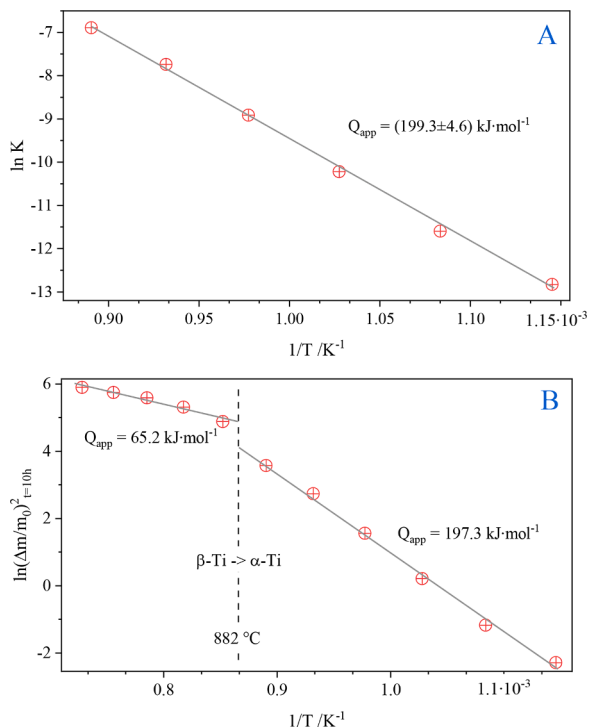 A
-7
-8
-9
-10
-11
-12
-13
ln K
Q_app = (199.3±4.6) kJ·mol⁻¹
0.90 0.95 1.00 1.05 1.10 1.15·10⁻³
1/T /K⁻¹
B
6
4
2
0
-2
ln(Δm/m₀)²_t=10h
Q_app = 65.2 kJ·mol⁻¹
Q_app = 197.3 kJ·mol⁻¹
β-Ti -> α-Ti
882 °C
0.8 0.9 1.0 1.1·10⁻³
1/T /K⁻¹